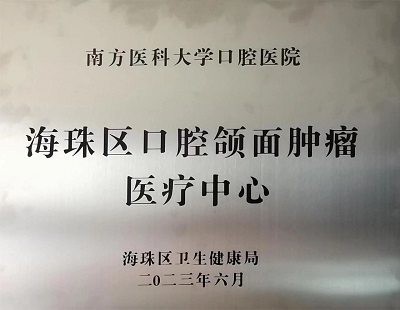 南方医科大学口腔医院
海珠区口腔颌面肿瘤
医疗中心
海珠区卫生健康局
二〇二三年六月